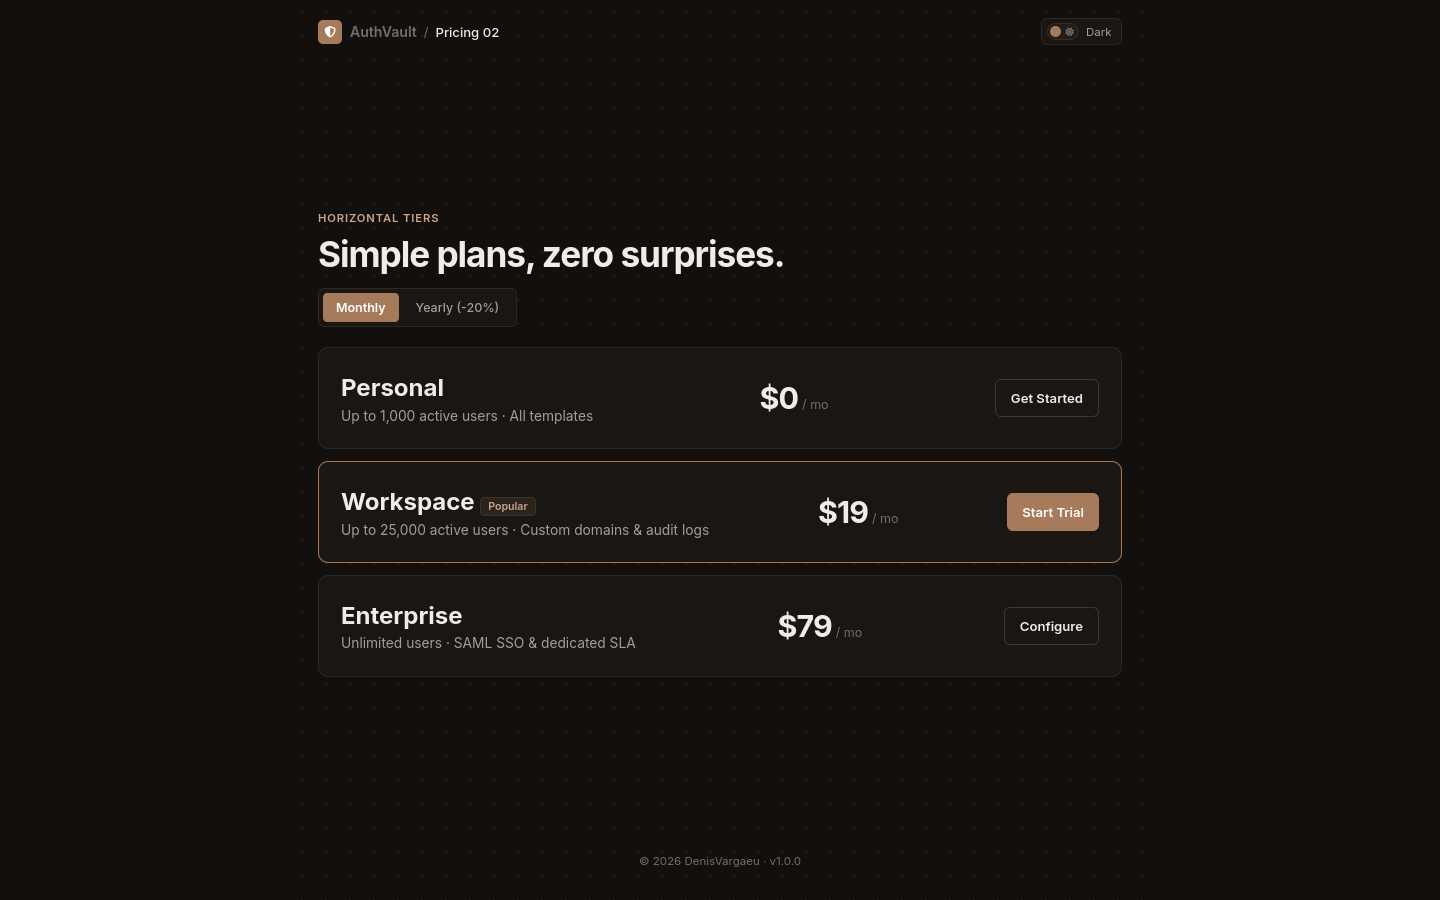 AuthVault / Pricing 02
Dark
HORIZONTAL TIERS
Simple plans, zero surprises.
Monthly Yearly (-20%)
Personal
Up to 1,000 active users · All templates
$0 / mo
Get Started
Workspace Popular
Up to 25,000 active users · Custom domains & audit logs
$19 / mo
Start Trial
Enterprise
Unlimited users · SAML SSO & dedicated SLA
$79 / mo
Configure
© 2026 DenisVargaeu · v1.0.0